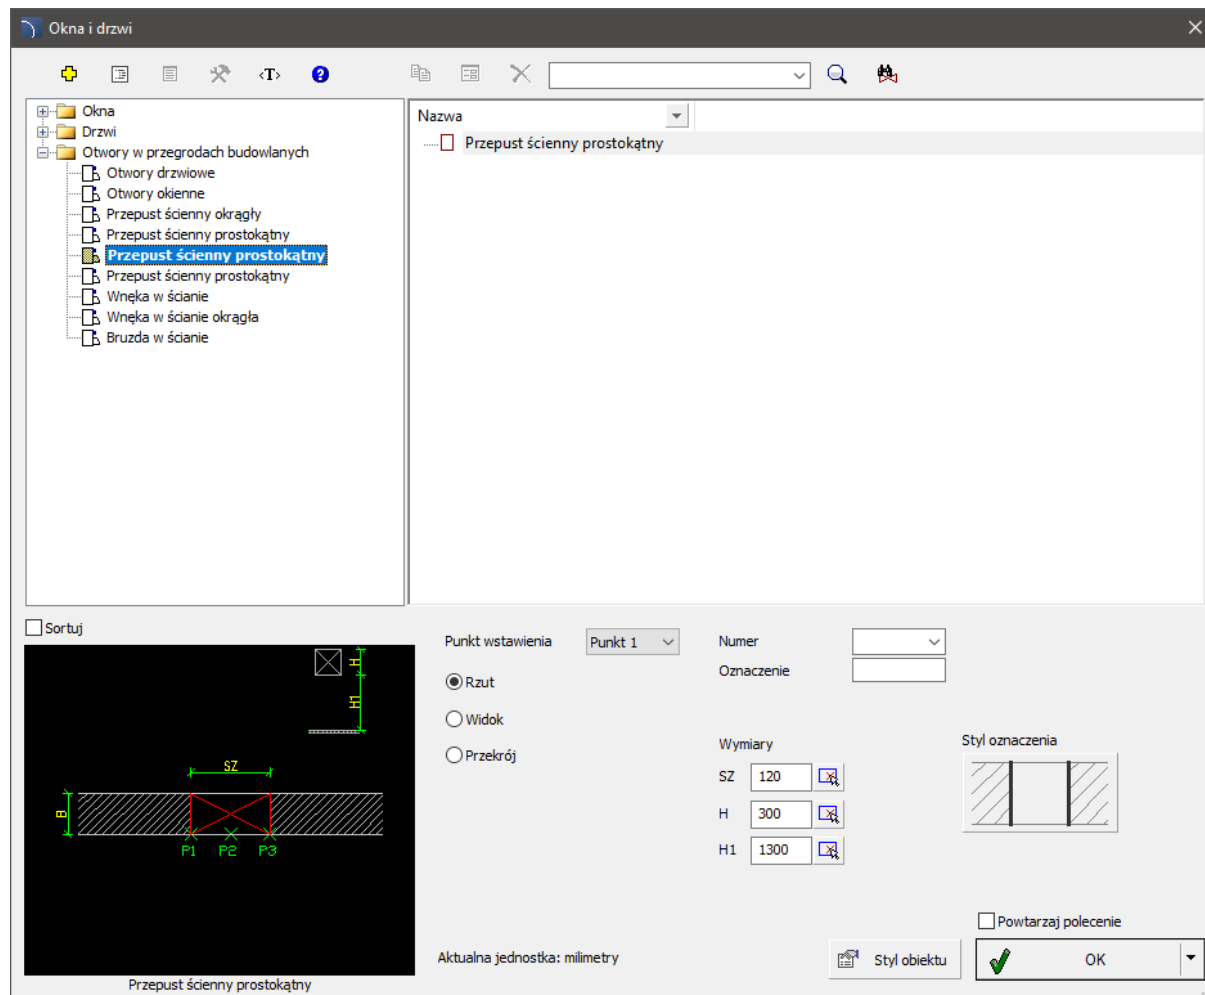 Okna i drzwi
<T>
?
Okna
Drzwi
Otwory w przegrodach budowlanych
Otwory drzwiowe
Otwory okienne
Przepust ścienny okrągły
Przepust ścienny prostokątny
Przepust ścienny prostokątny
Przepust ścienny prostokątny
Wnęka w ścianie
Wnęka w ścianie okrągła
Bruzda w ścianie
Nazwa
Przepust ścienny prostokątny
Sortuj
H
H1
SZ
B
P1 P2 P3
Przepust ścienny prostokątny
Punkt wstawienia Punkt 1
Rzut
Widok
Przekrój
Numer
Oznaczenie
Wymiary
SZ 120
H 300
H1 1300
Styl oznaczenia
Powtarzaj polecenie
Aktualna jednostka: milimetry
Styl obiektu
OK